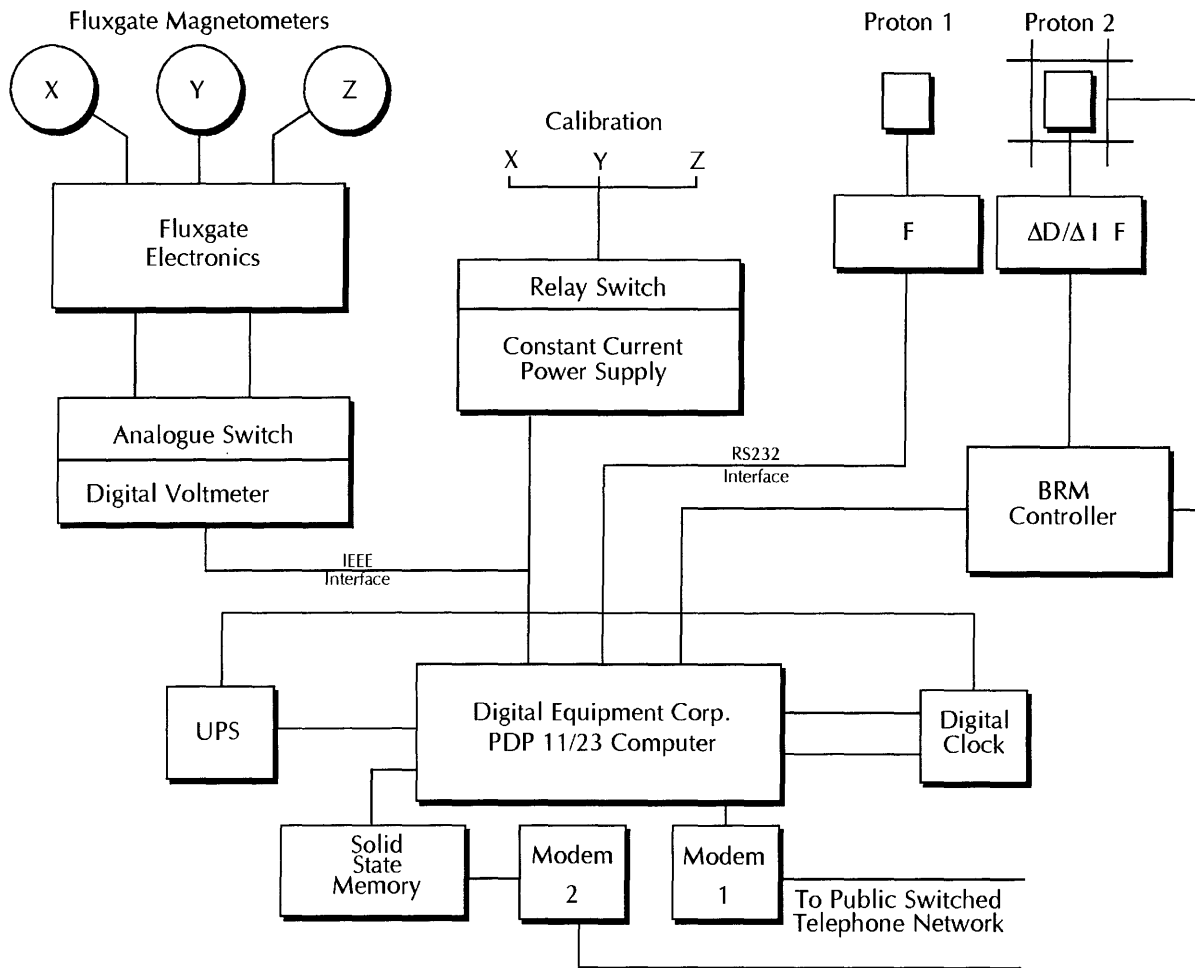 Fluxgate Magnetometers
Proton 1
Proton 2
X
Y
Z
Calibration
X
Y
Z
Fluxgate
Electronics
F
ΔD/Δ I F
Relay Switch
Constant Current
Power Supply
Analogue Switch
Digital Voltmeter
RS232
Interface
BRM
Controller
IEEE
Interface
UPS
Digital Equipment Corp.
PDP 11/23 Computer
Digital
Clock
Solid
State
Memory
Modem
2
Modem
1
To Public Switched
Telephone Network